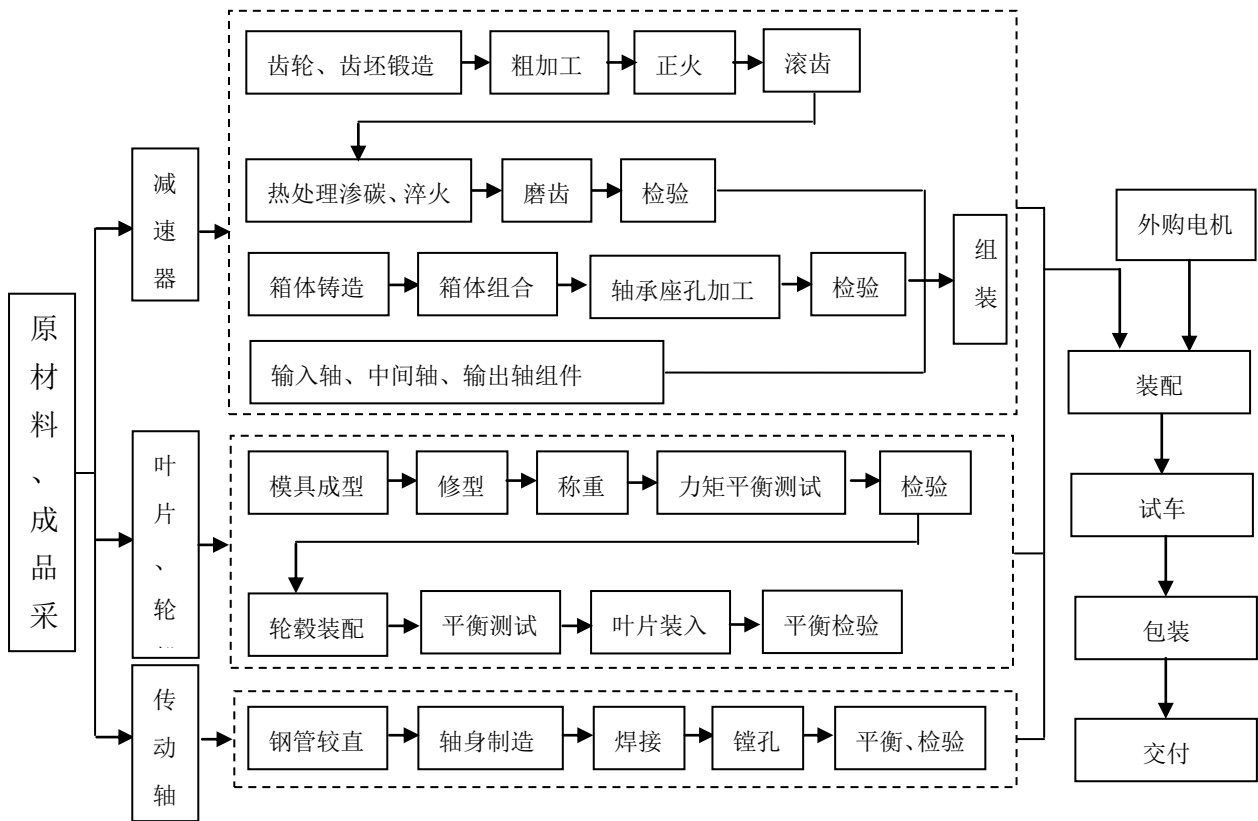 原材料、成品采
减速器
齿轮、齿坯锻造
粗加工
正火
滚齿
热处理渗碳、淬火
磨齿
检验
箱体铸造
箱体组合
轴承座孔加工
检验
输入轴、中间轴、输出轴组件
组装
叶片、轮
模具成型
修型
称重
力矩平衡测试
检验
轮毂装配
平衡测试
叶片装入
平衡检验
传动轴
钢管较直
轴身制造
焊接
镗孔
平衡、检验
外购电机
装配
试车
包装
交付